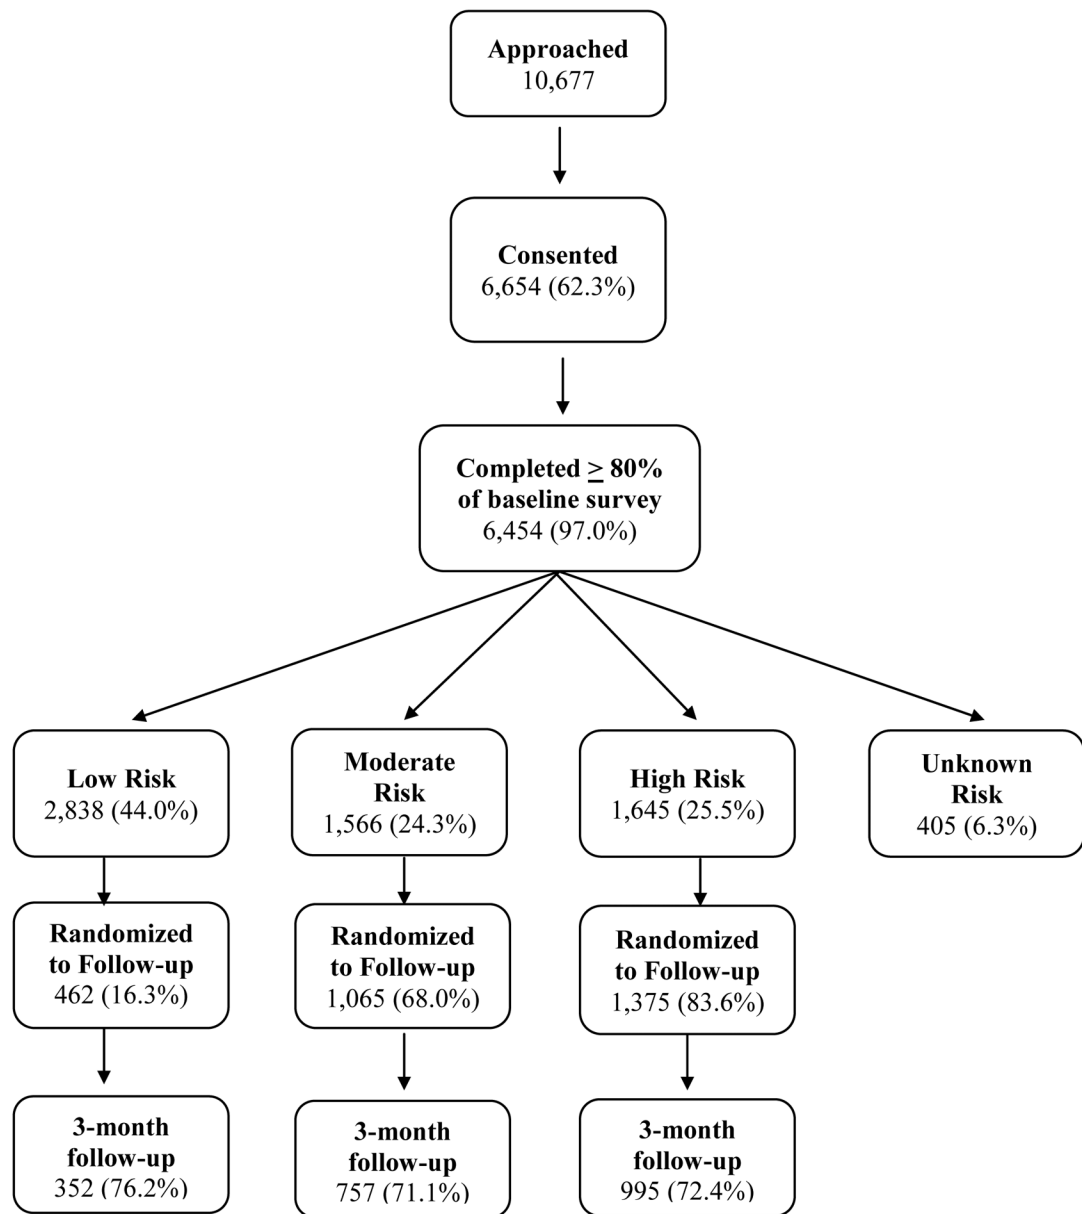 Approached
10,677
Consented
6,654 (62.3%)
Completed ≥ 80%
of baseline survey
6,454 (97.0%)
Low Risk
2,838 (44.0%)
Moderate
Risk
1,566 (24.3%)
High Risk
1,645 (25.5%)
Unknown
Risk
405 (6.3%)
Randomized
to Follow-up
462 (16.3%)
Randomized
to Follow-up
1,065 (68.0%)
Randomized
to Follow-up
1,375 (83.6%)
3-month
follow-up
352 (76.2%)
3-month
follow-up
757 (71.1%)
3-month
follow-up
995 (72.4%)